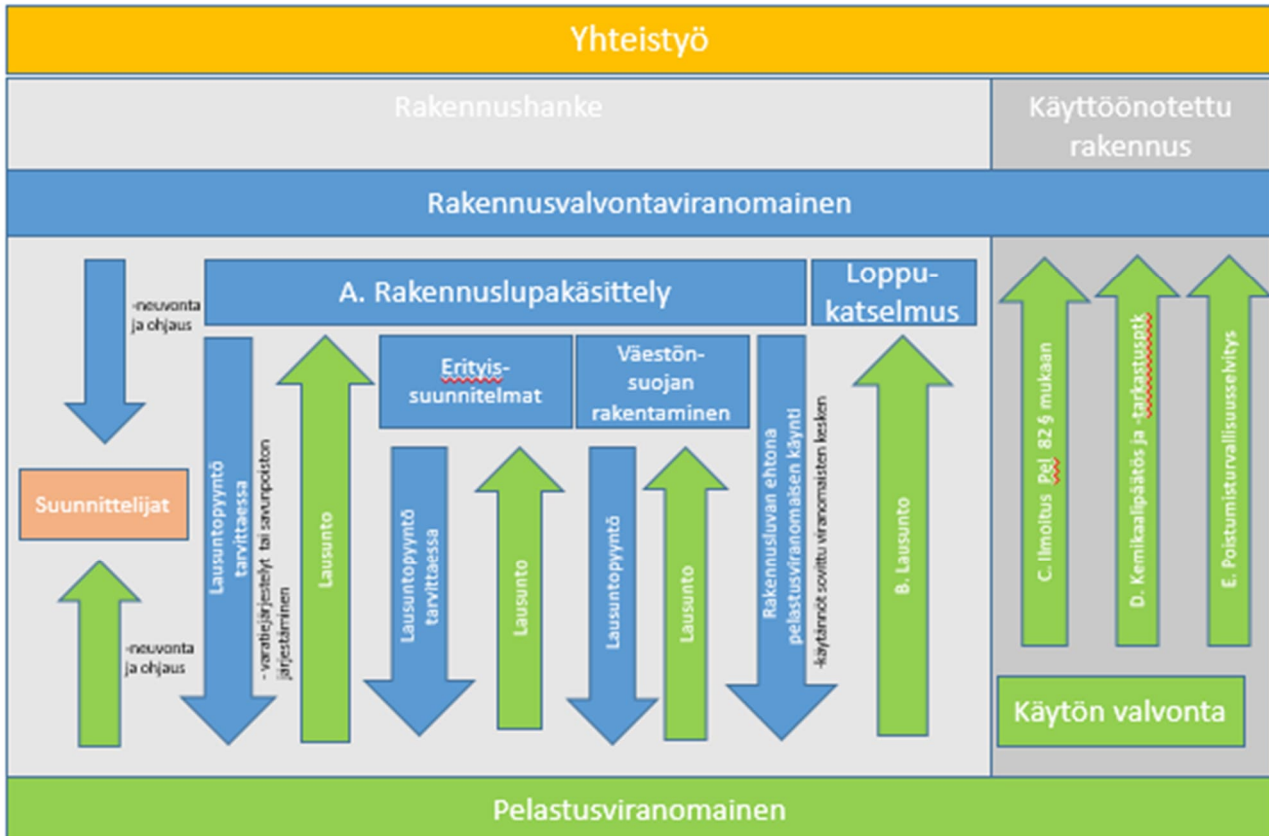 Yhteistyö
Rakennushanke
Käyttöönotettu
rakennus
Rakennusvalvontaviranomainen
-neuvonta
ja ohjaus
A. Rakennuslupakäsittely
Loppu-
katselmus
Erityis-
suunnitelmat
Väestön-
suojan
rakentaminen
Suunnittelijat
-neuvonta
ja ohjaus
Lausuntopyyntö
tarvittaessa
- varatiejärjestelyt tai savunpoiston
järjestäminen
Lausunto
Lausuntopyyntö
tarvittaessa
Lausunto
Lausuntopyyntö
Lausunto
Rakennusluvan ehtona
pelastusviranomaisen käynti
-käytännöt sovittu viranomaisten kesken
B. Lausunto
C. Ilmoitus Pel 82 § mukaan
D. Kemikaalipäätös ja -tarkastusptk
E. Poistumisturvallisuusselvitys
Käytön valvonta
Pelastusviranomainen